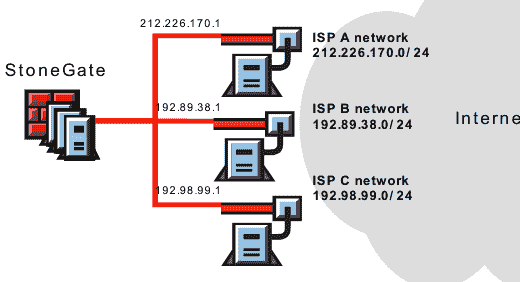 212.226.170.1
ISP A network
212.226.170.0/ 24
StoneGate
192.89.38.1
ISP B network
192.89.38.0/ 24
Interne
192.98.99.1
ISP C network
192.98.99.0/ 24